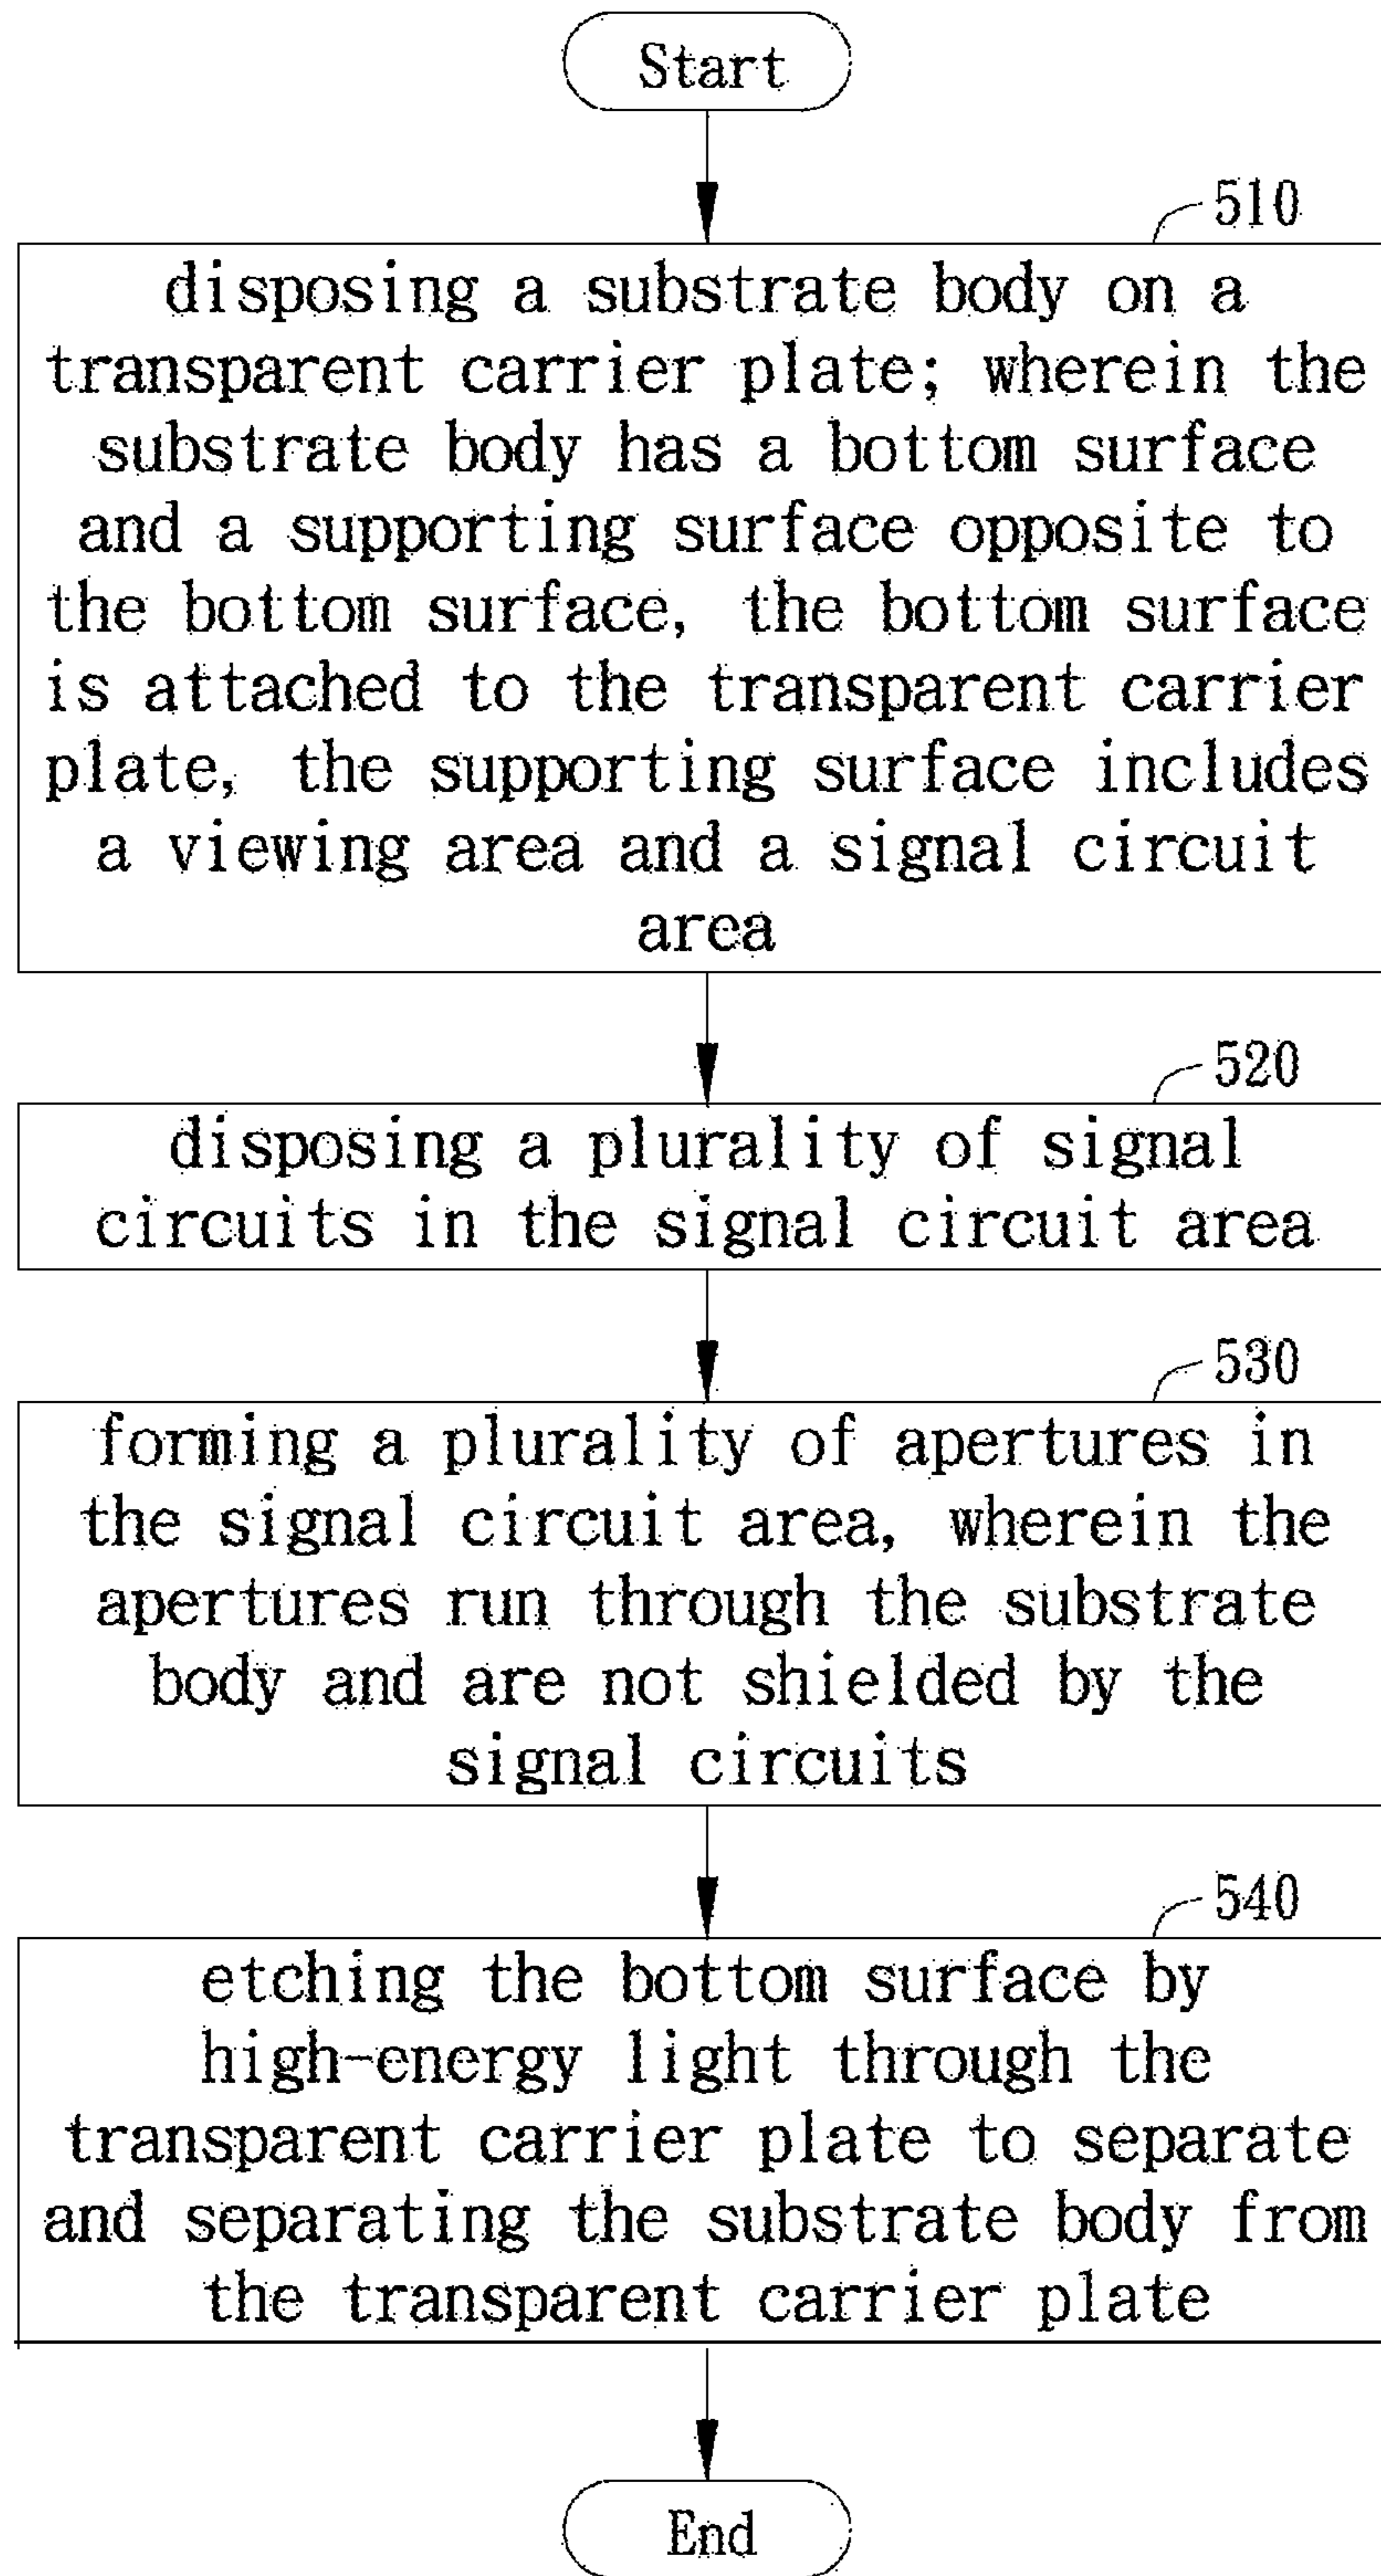 Start
510
disposing a substrate body on a
transparent carrier plate; wherein the
substrate body has a bottom surface
and a supporting surface opposite to
the bottom surface, the bottom surface
is attached to the transparent carrier
plate, the supporting surface includes
a viewing area and a signal circuit
area
520
disposing a plurality of signal
circuits in the signal circuit area
530
forming a plurality of apertures in
the signal circuit area, wherein the
apertures run through the substrate
body and are not shielded by the
signal circuits
540
etching the bottom surface by
high-energy light through the
transparent carrier plate to separate
and separating the substrate body from
the transparent carrier plate
End